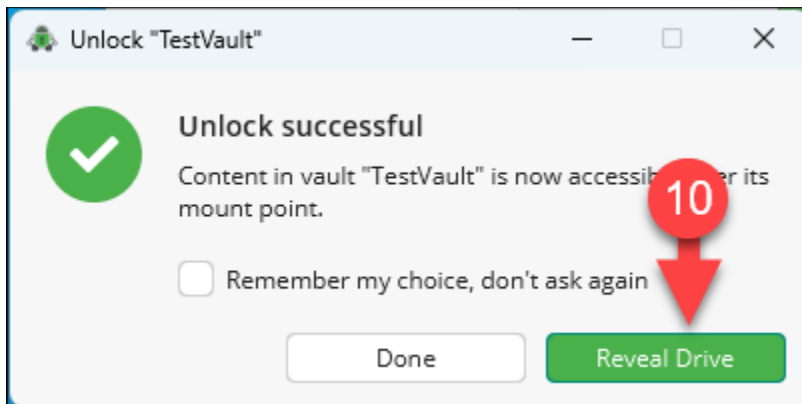 Unlock "TestVault"
Unlock successful
Content in vault "TestVault" is now er its
mount point.
10
Remember my choice, don't ask again
Done
Reveal Drive